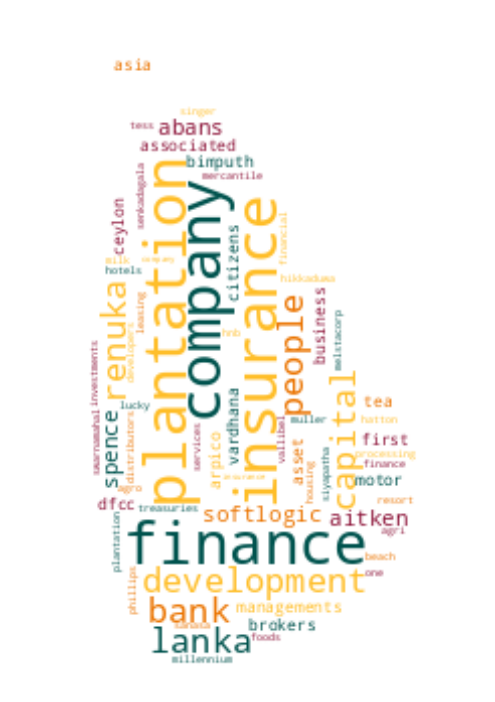 asia
singer
tess
abans
associated
bimputh
mercantile
senkadagala
plantation
company
insurance
ceylon
citizens
financial
milk
company
hotels
hikkaduwa
renuka
leasing
developers
people
business
melstacorp
hnb
investments
swarnamahal
lucky
distributors
spence
services
arpico
vardhana
vallibel
muller
asset
housing
siyapatha
capital
tea
hatton
first
processing
finance
motor
insurance
agro
dfcc
treasuries
softlogic
resort
aitken
agri
plantation
finance
beach
one
development
phillips
bank
managements
sanasa
brokers
lanka
foods
millennium